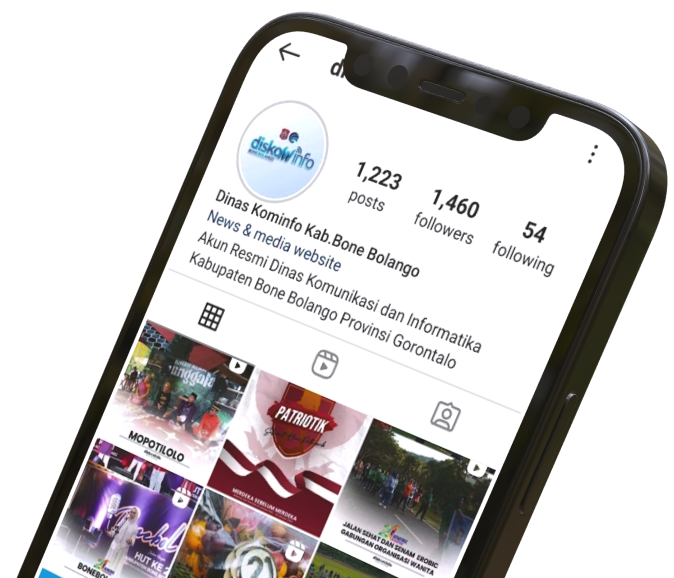 diskominfo
1,223
posts
1,460
followers
54
following
Dinas Kominfo Kab.Bone Bolango
News & media website
Akun Resmi Dinas Komunikasi dan Informatika
Kabupaten Bone Bolango Provinsi Gorontalo
MOPOTILOLO
PATRIOTIK
MERDEKA SEBELUM MERDEKA
JALAN SEHAT DAN SENAM EROBIC
GABUNGAN ORGANISASI WANITA
HUT KE -